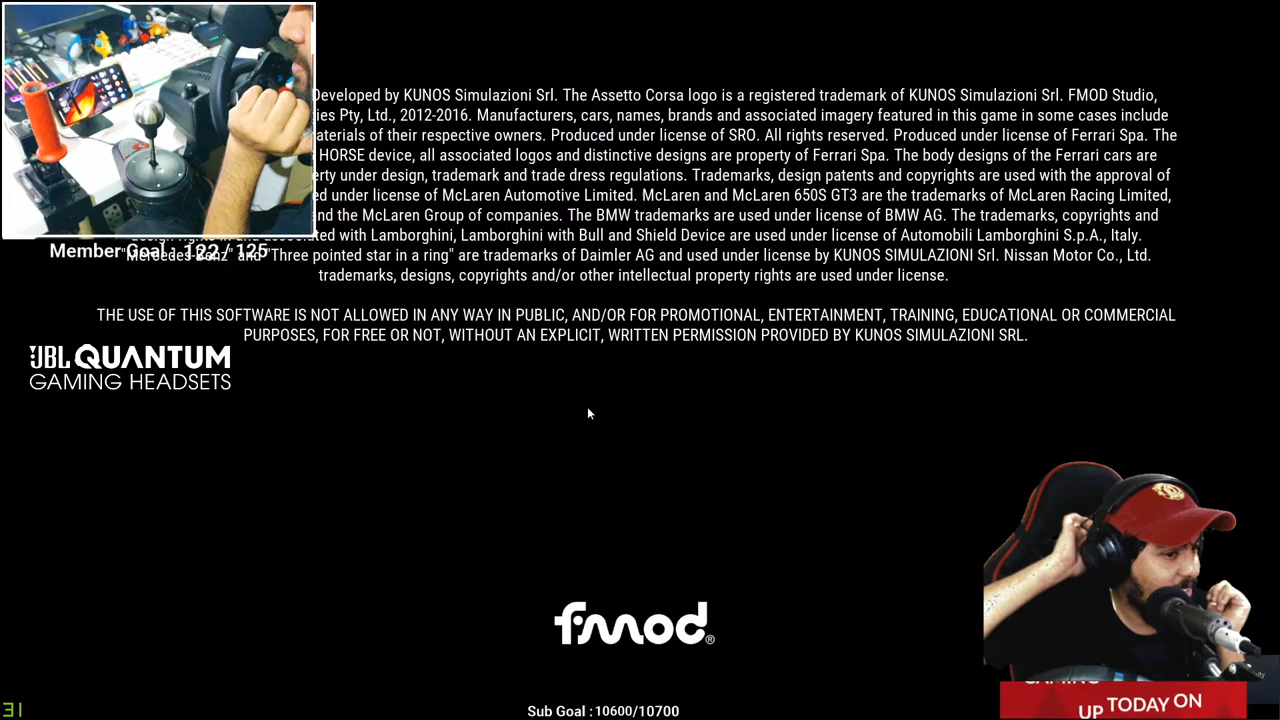 Developed by KUNOS Simulazioni Srl. The Assetto Corsa logo is a registered trademark of KUNOS Simulazioni Srl. FMOD Studio,
ies Pty, Ltd., 2012-2016. Manufacturers, cars, names, brands and associated imagery featured in this game in some cases include
aterials of their respective owners. Produced under license of SRO. All rights reserved. Produced under license of Ferrari Spa. The
HORSE device, all associated logos and distinctive designs are property of Ferrari Spa. The body designs of the Ferrari cars are
erty under design, trademark and trade dress regulations. Trademarks, design patents and copyrights are used with the approval of
ed under license of McLaren Automotive Limited. McLaren and McLaren 650S GT3 are the trademarks of McLaren Racing Limited,
nd the McLaren Group of companies. The BMW trademarks are used under license of BMW AG. The trademarks, copyrights and
ted with Lamborghini, Lamborghini with Bull and Shield Device are used under license of Automobili Lamborghini S.p.A., Italy.
Member Goal : 122 / 125
"Mercedes-Benz" and "Three pointed star in a ring" are trademarks of Daimler AG and used under license by KUNOS SIMULAZIONI Srl. Nissan Motor Co., Ltd.
trademarks, designs, copyrights and/or other intellectual property rights are used under license.
THE USE OF THIS SOFTWARE IS NOT ALLOWED IN ANY WAY IN PUBLIC, AND/OR FOR PROMOTIONAL, ENTERTAINMENT, TRAINING, EDUCATIONAL OR COMMERCIAL
PURPOSES, FOR FREE OR NOT, WITHOUT AN EXPLICIT, WRITTEN PERMISSION PROVIDED BY KUNOS SIMULAZIONI SRL.
JBL QUANTUM
GAMING HEADSETS
fmod®
GAMING
UP TODAY ON
31
Sub Goal : 10600/10700